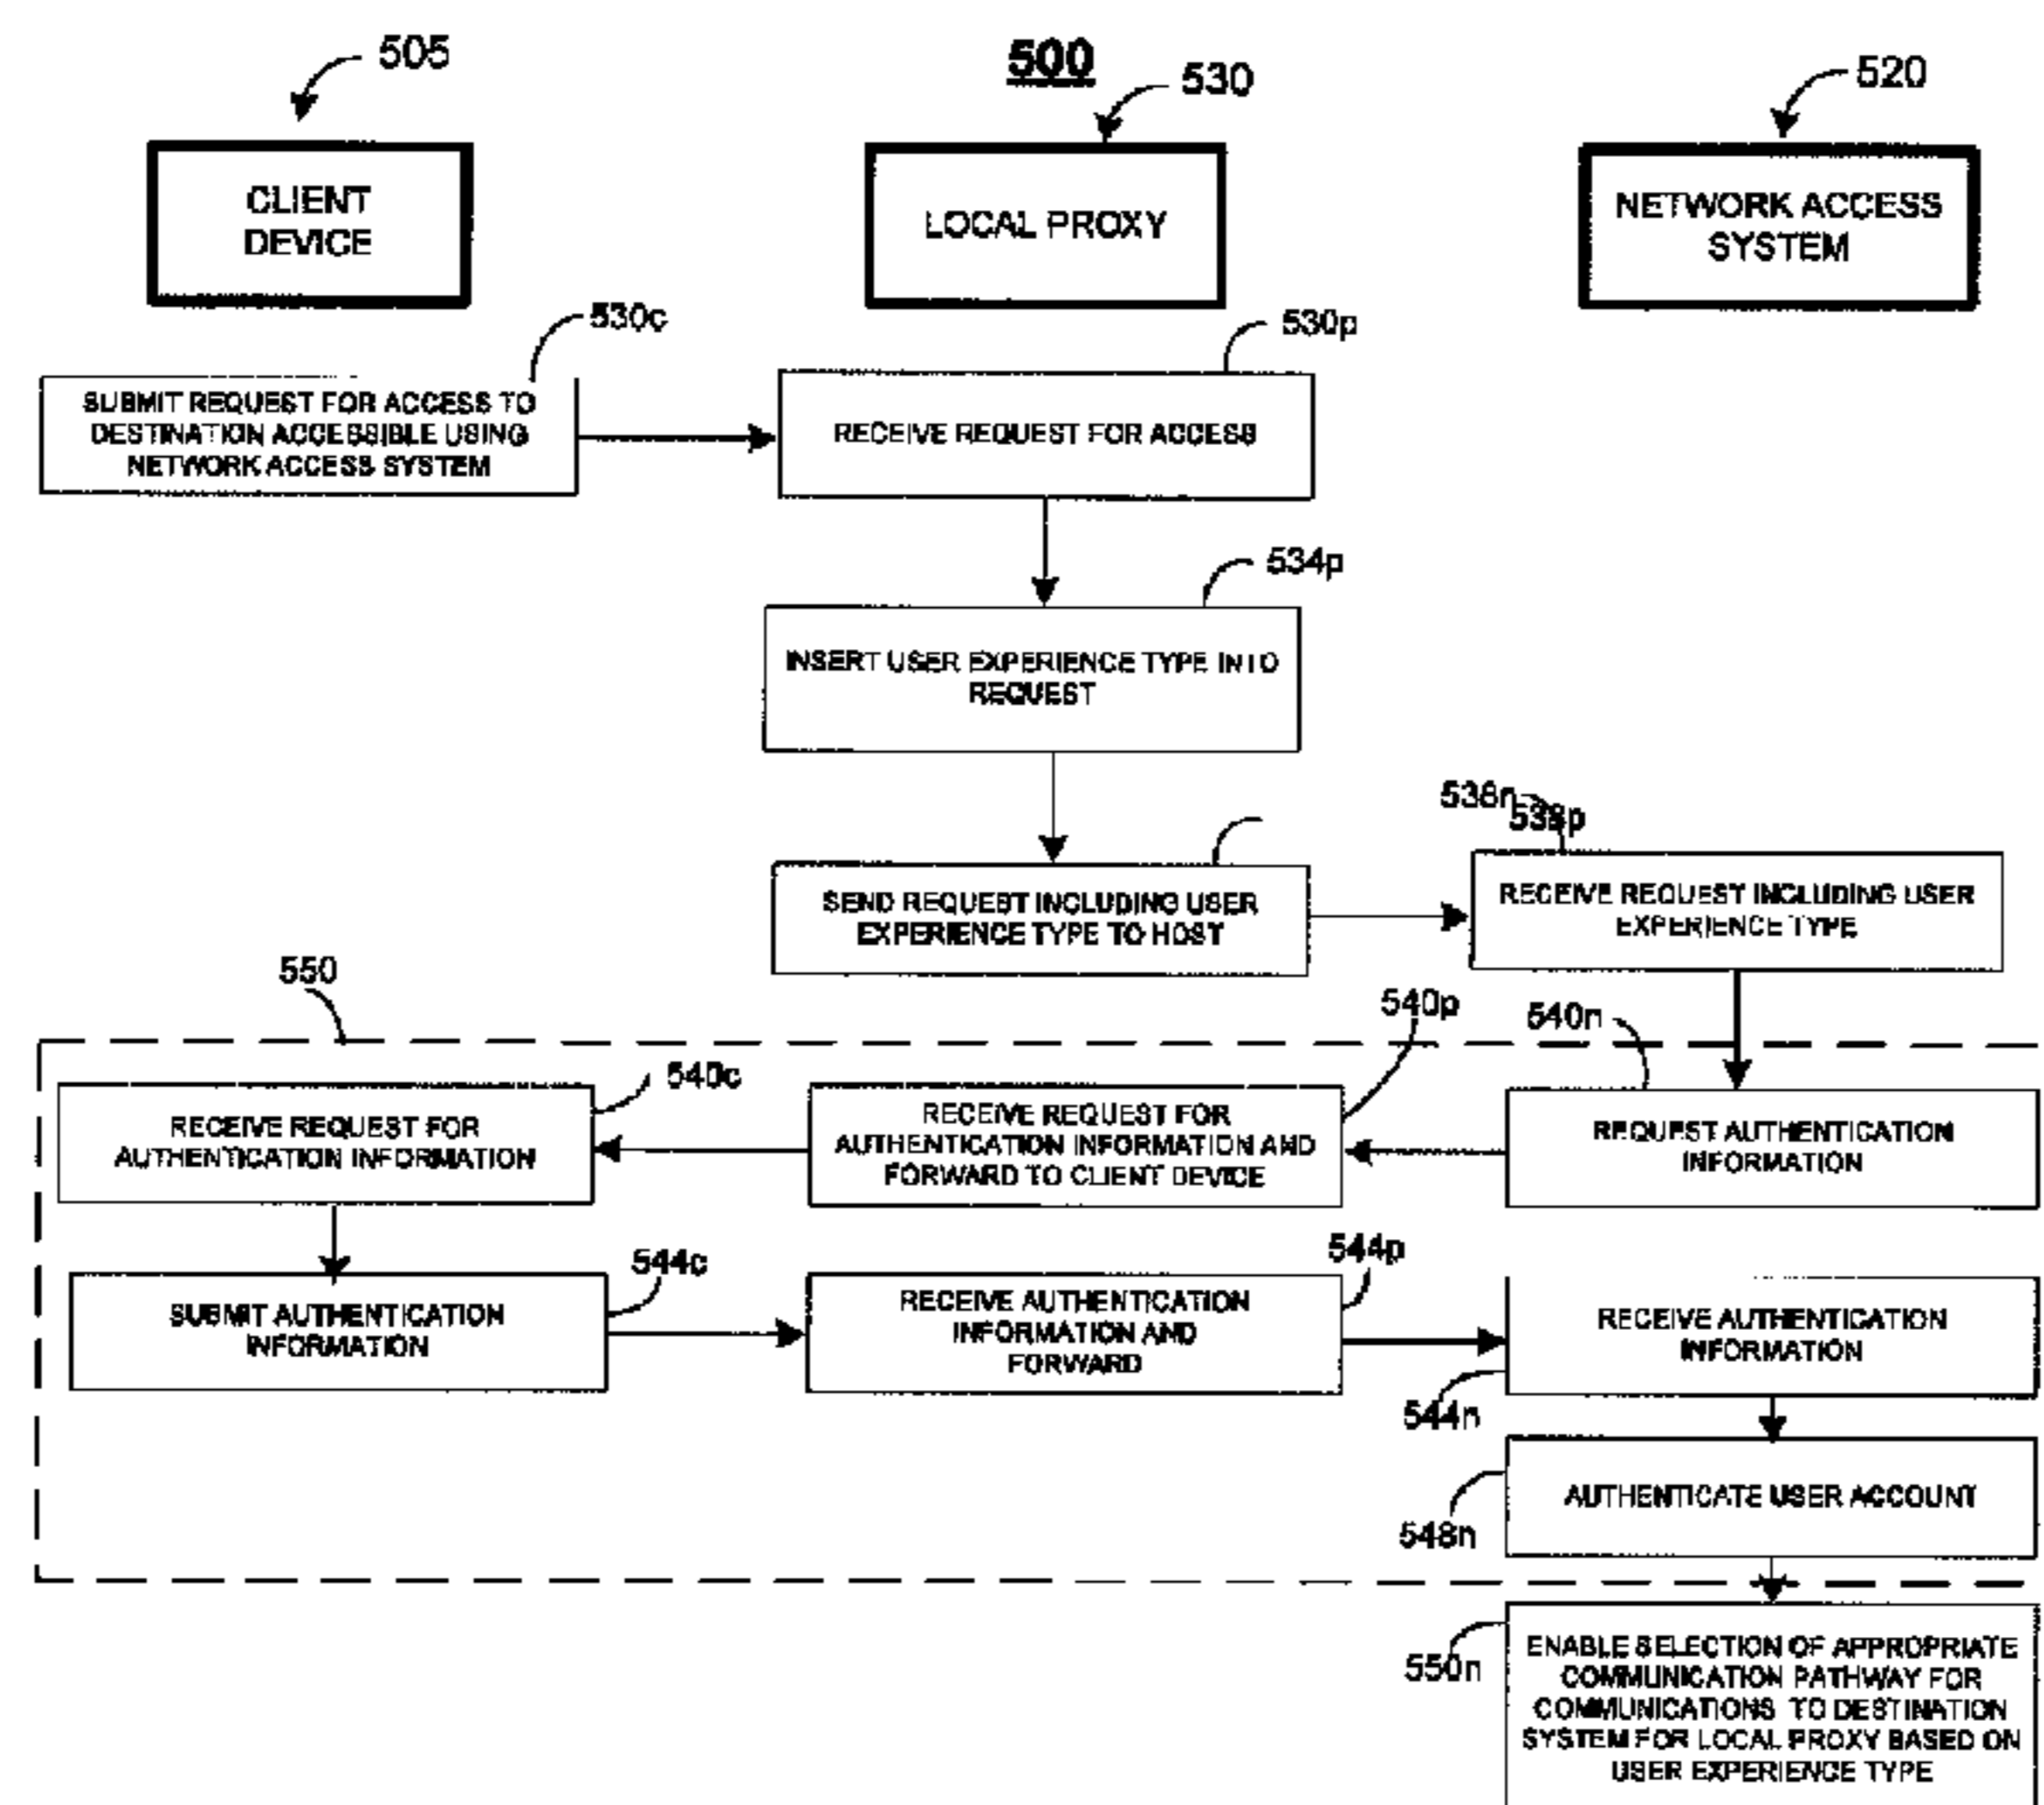 505
500
530
520
CLIENT
DEVICE
LOCAL PROXY
NETWORK ACCESS
SYSTEM
530c
530p
SUBMIT REQUEST FOR ACCESS TO
DESTINATION ACCESSIBLE USING
NETWORK ACCESS SYSTEM
RECEIVE REQUEST FOR ACCESS
534p
INSERT USER EXPERIENCE TYPE INTO
REQUEST
538n
538p
SEND REQUEST INCLUDING USER
EXPERIENCE TYPE TO HOST
RECEIVE REQUEST INCLUDING USER
EXPERIENCE TYPE
550
540p
540n
540c
RECEIVE REQUEST FOR
AUTHENTICATION INFORMATION
RECEIVE REQUEST FOR
AUTHENTICATION INFORMATION AND
FORWARD TO CLIENT DEVICE
REQUEST AUTHENTICATION
INFORMATION
544c
544p
SUBMIT AUTHENTICATION
INFORMATION
RECEIVE AUTHENTICATION
INFORMATION AND
FORWARD
RECEIVE AUTHENTICATION
INFORMATION
544n
AUTHENTICATE USER ACCOUNT
548n
550n
ENABLE SELECTION OF APPROPRIATE
COMMUNICATION PATHWAY FOR
COMMUNICATIONS TO DESTINATION
SYSTEM FOR LOCAL PROXY BASED ON
USER EXPERIENCE TYPE